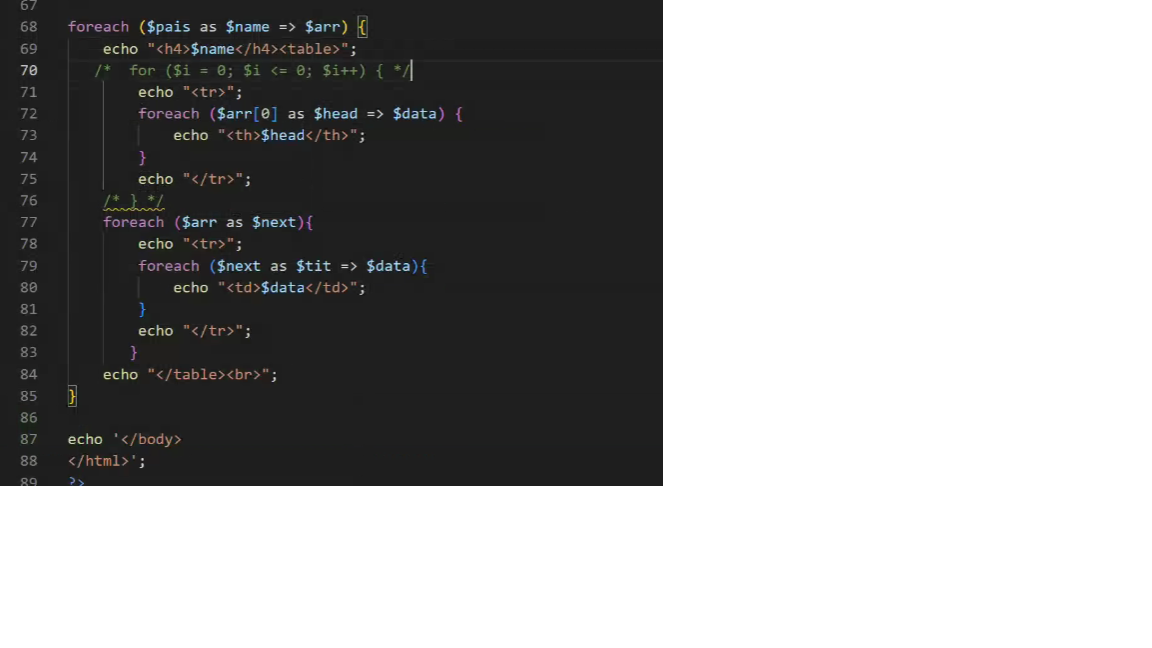 67
68 foreach ($pais as $name => $arr) {
69 echo "<h4>$name</h4><table>";
70 /* for ($i = 0; $i <= 0; $i++) { */
71 echo "<tr>";
72 foreach ($arr[0] as $head => $data) {
73 echo "<th>$head</th>";
74 }
75 echo "</tr>";
76 /* } */
77 foreach ($arr as $next){
78 echo "<tr>";
79 foreach ($next as $tit => $data){
80 echo "<td>$data</td>";
81 }
82 echo "</tr>";
83 }
84 echo "</table><br>";
85 }
86
87 echo '</body>
88 </html>';
89 ?>